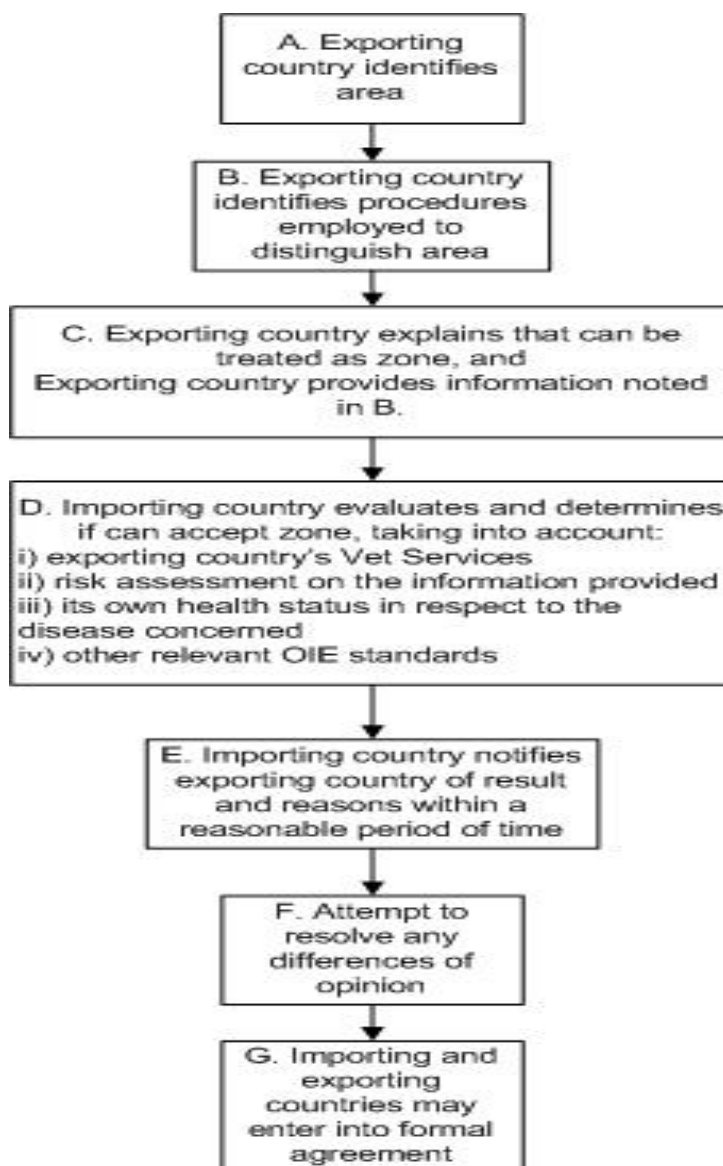 A. Exporting
country identifies
area
B. Exporting country
identifies procedures
employed to
distinguish area
C. Exporting country explains that can be
treated as zone, and
Exporting country provides information noted
in B.
D. Importing country evaluates and determines
if can accept zone, taking into account:
i) exporting country's Vet Services
ii) risk assessment on the information provided
iii) its own health status in respect to the
disease concerned
iv) other relevant OIE standards
E. Importing country notifies
exporting country of result
and reasons within a
reasonable period of time
F. Attempt to
resolve any
differences of
opinion
G. Importing and
exporting
countries may
enter into formal
agreement